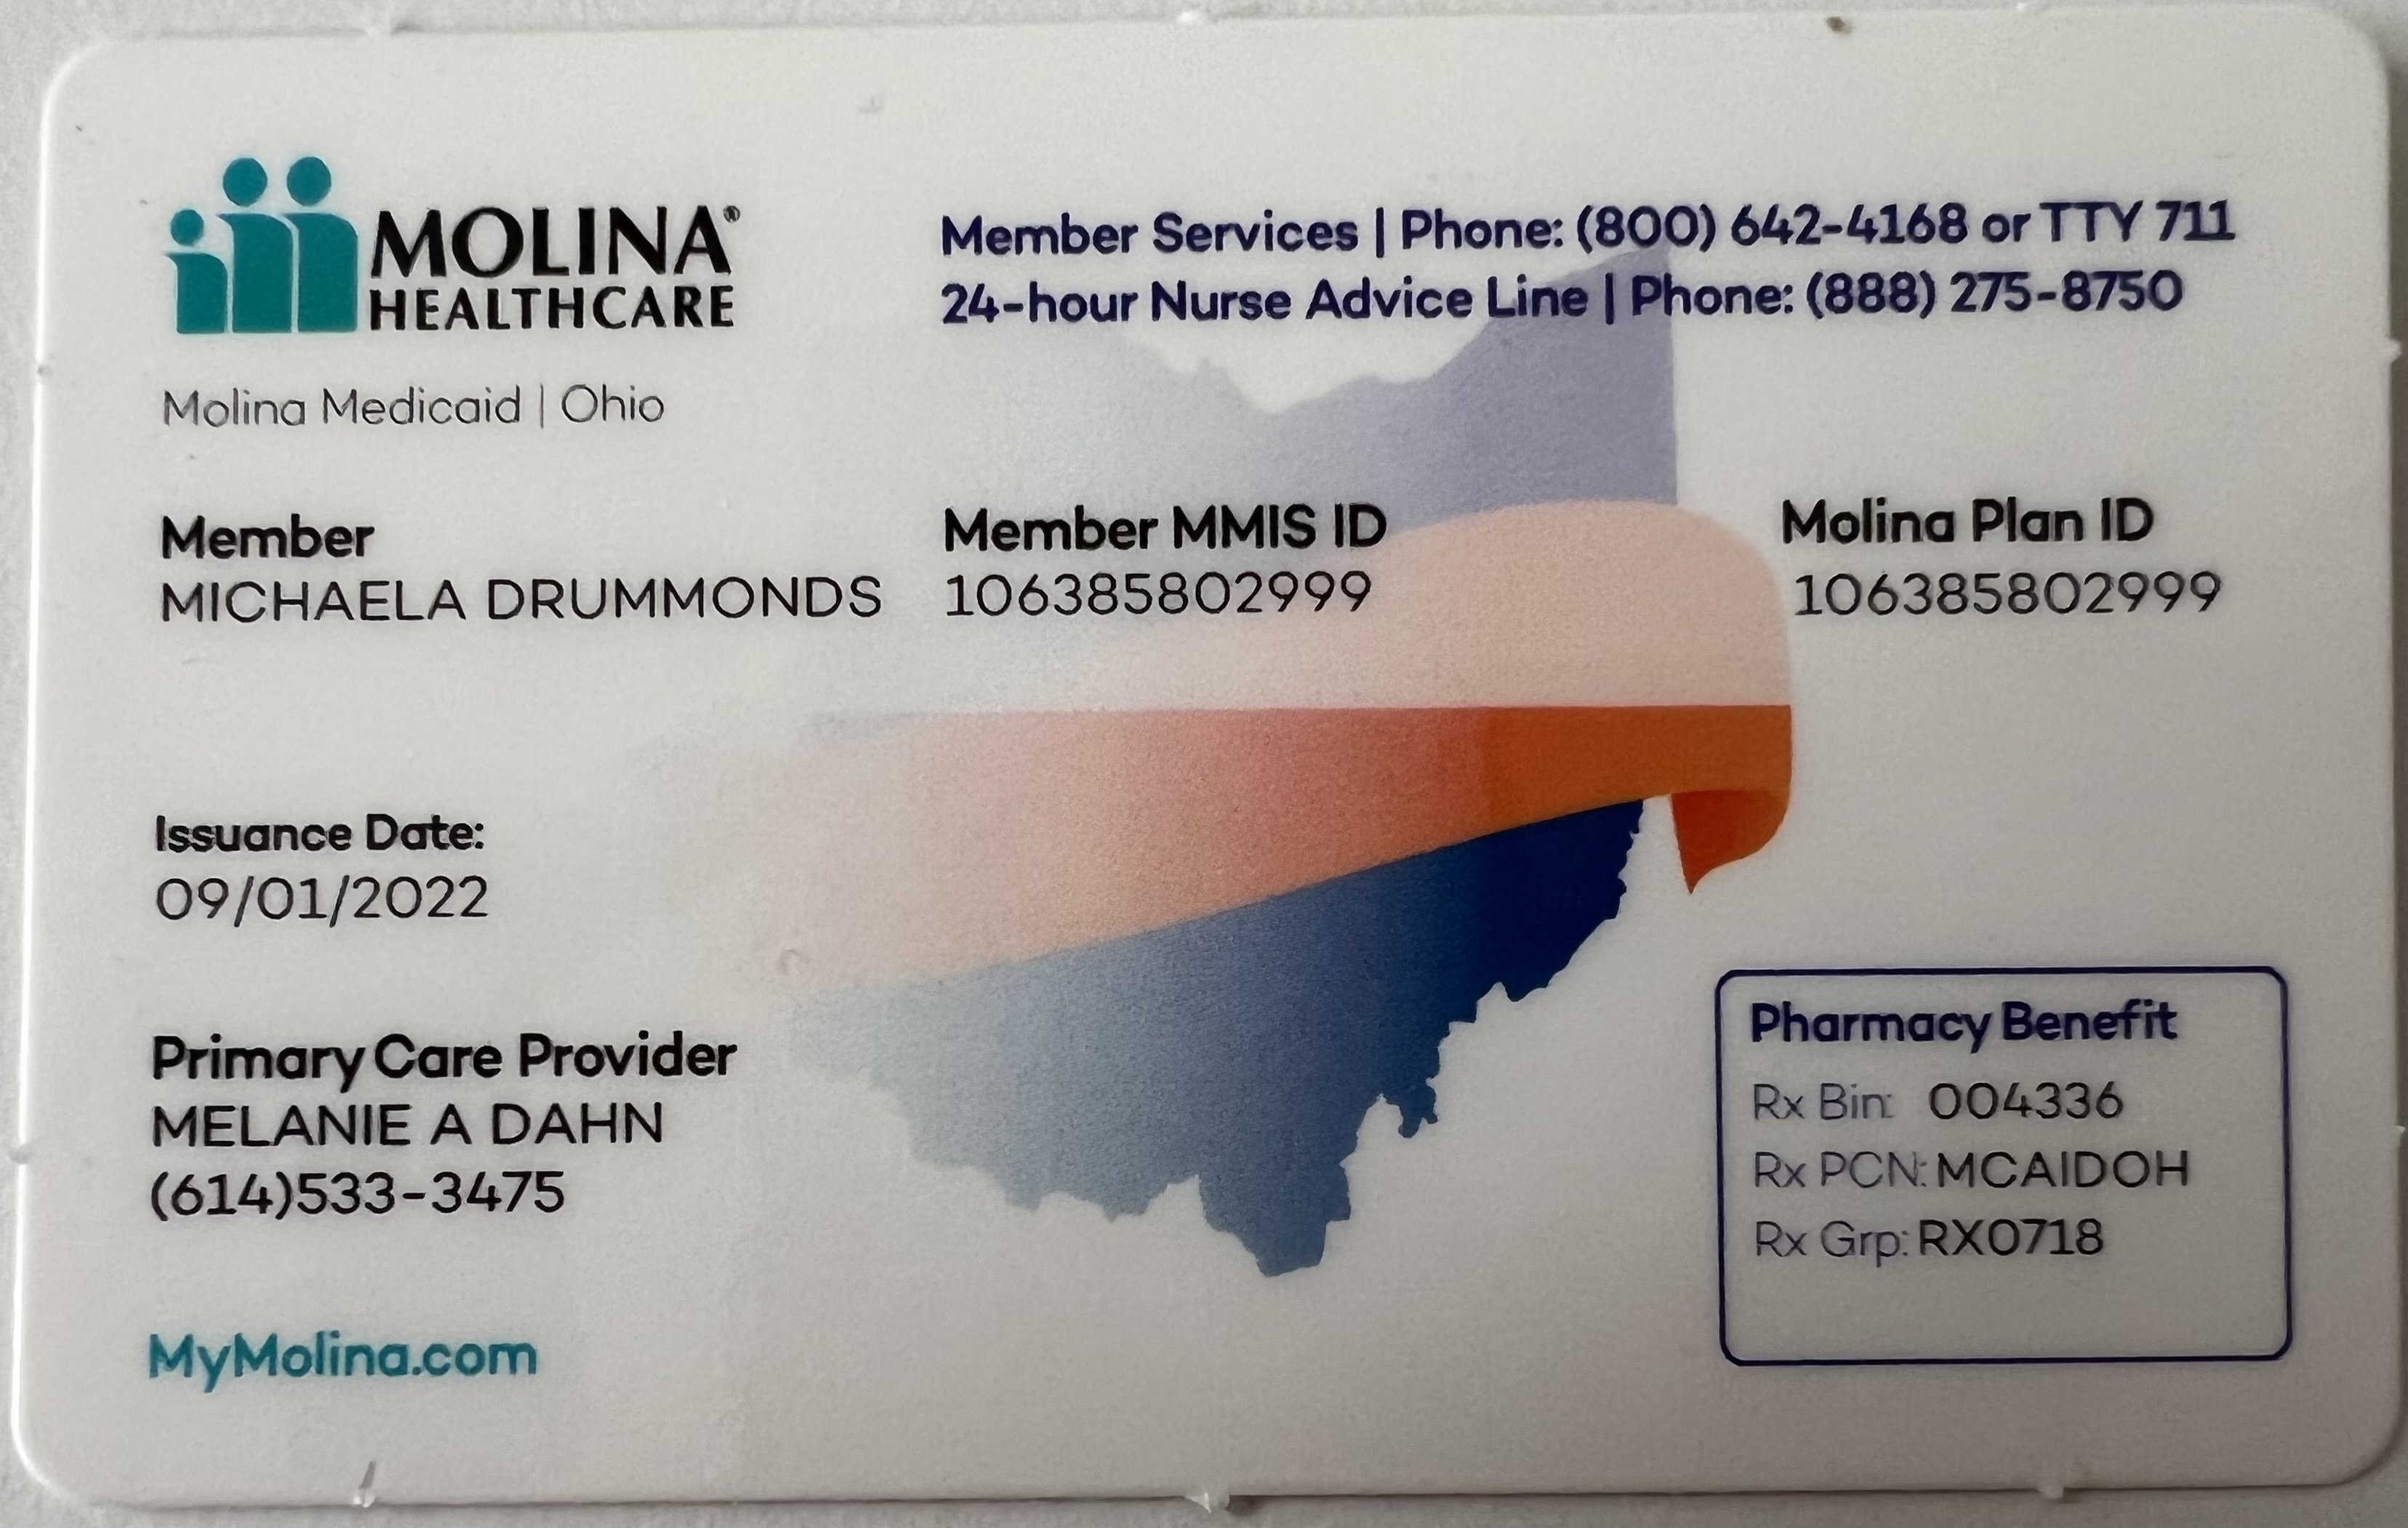 MOLINA®
HEALTHCARE
Molina Medicaid | Ohio
Member Services | Phone: (800) 642-4168 or TTY 711
24-hour Nurse Advice Line | Phone: (888) 275-8750
Member
MICHAELA DRUMMONDS
Member MMIS ID
106385802999
Molina Plan ID
106385802999
Issuance Date:
09/01/2022
Primary Care Provider
MELANIE A DAHN
(614)533-3475
MyMolina.com
Pharmacy Benefit
Rx Bin: 004336
Rx PCN: MCAIDOH
Rx Grp: RX0718